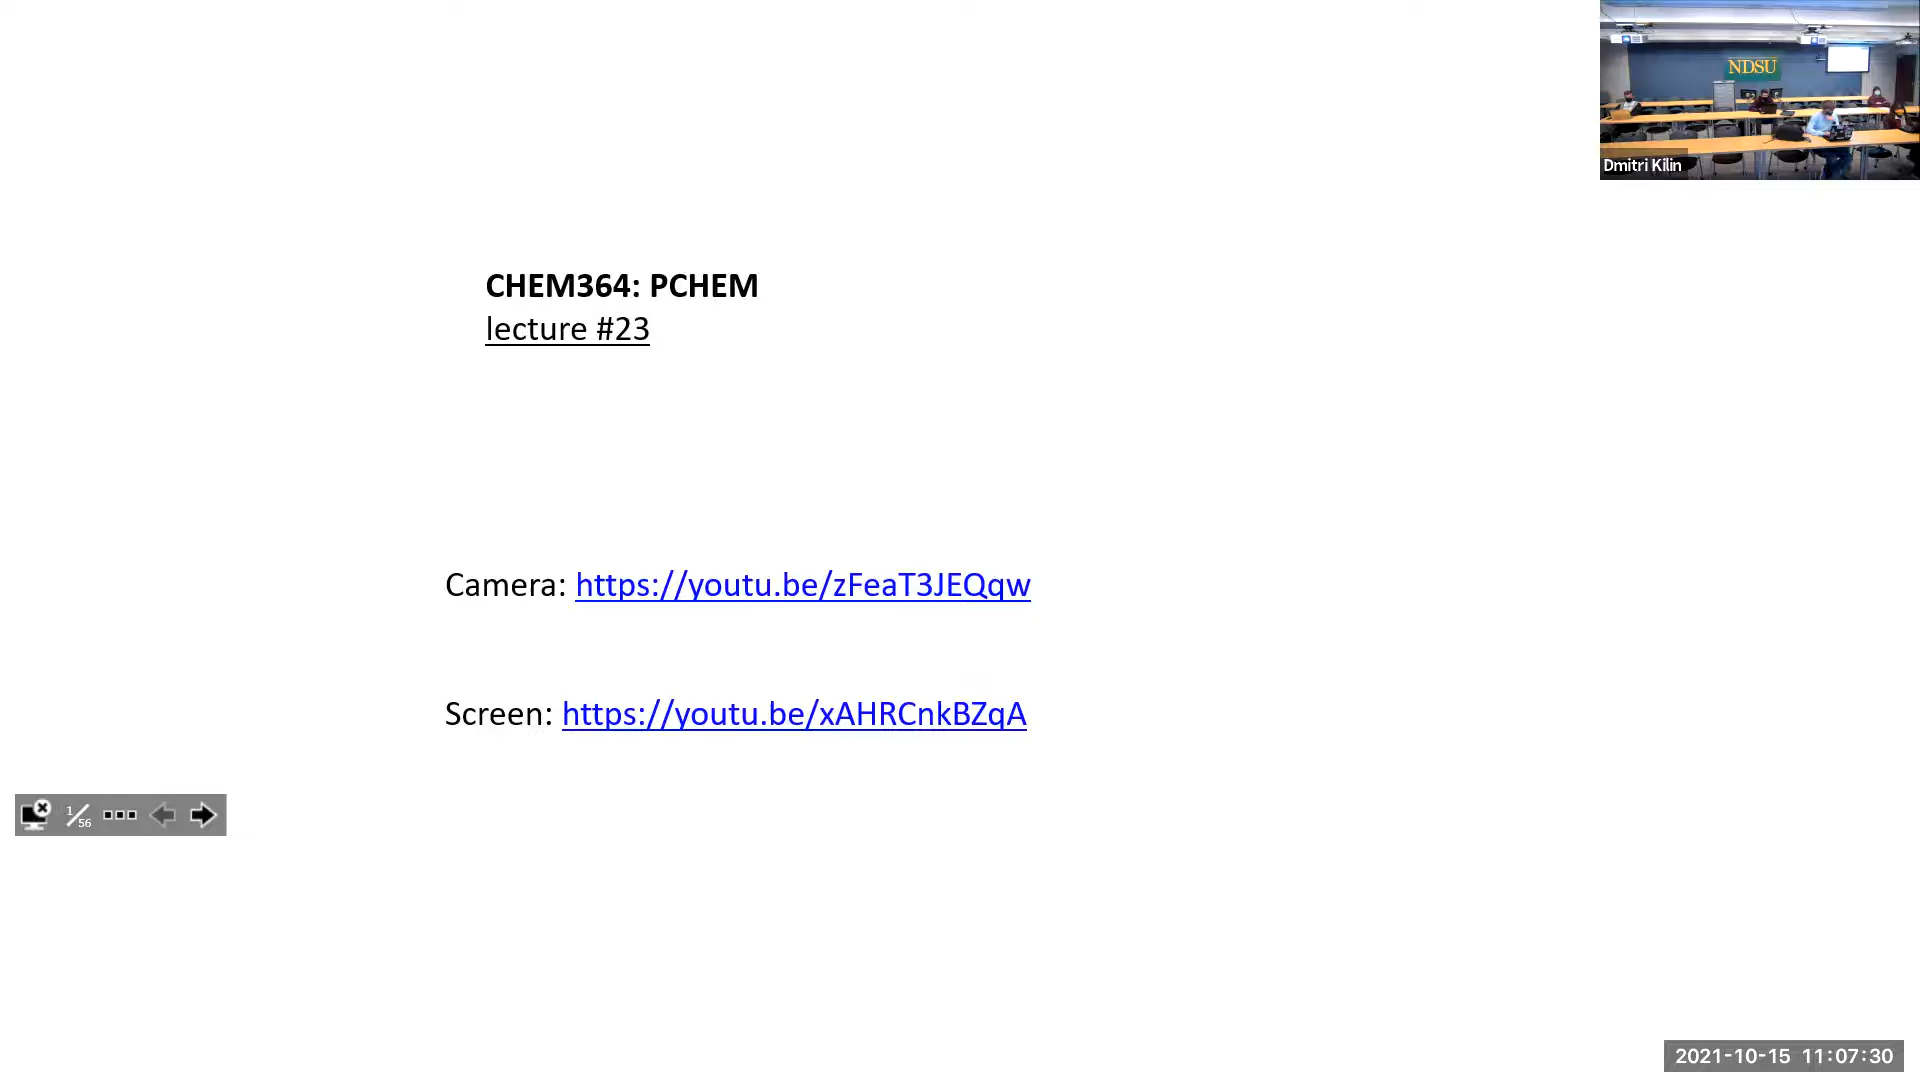 NDSU
Dmitri Kilin
CHEM364: PCHEM
lecture #23
Camera: https://youtu.be/zFeaT3JEQqw
Screen: https://youtu.be/xAHRCnkBZqA
1/56
2021-10-15 11:07:30